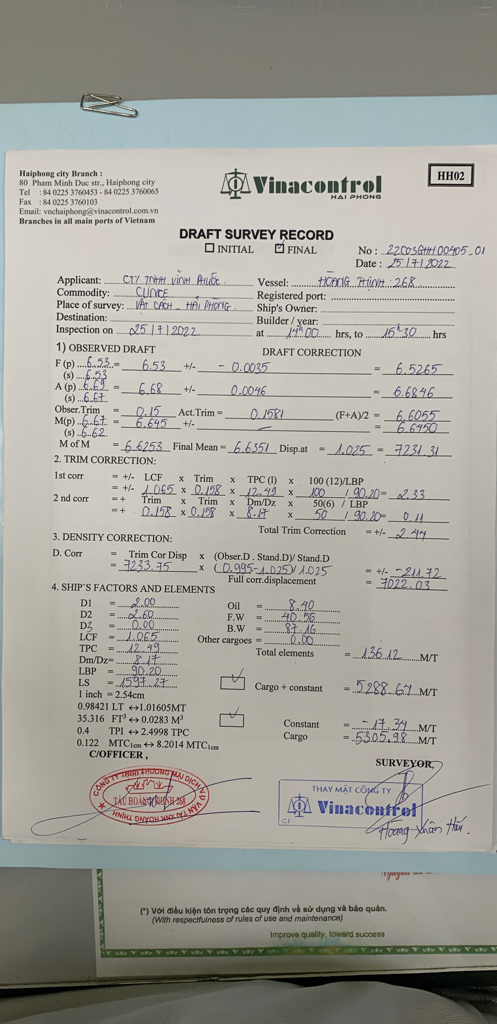 Haiphong city Branch :
80 Pham Minh Duc str., Haiphong city
Tel : 84 0225 3760453 - 84 0225 3760065
Fax : 84 0225 3760103
Email: vnchaiphong@vinacontrol.com.vn
Branches in all main ports of Vietnam
Vinacontrol
HAI PHONG
HH02
DRAFT SURVEY RECORD
☐ INITIAL ☑ FINAL
No : 22C03GHH00405_01
Date : 25/7/2022
Applicant: CTY TNHH VĨNH PHƯỚC Vessel: HOÀNG THỊNH 268
Commodity: CLINKE Registered port:
Place of survey: VẬT CÁCH - HẢI PHÒNG Ship's Owner:
Destination: Builder / year:
Inspection on 25/7/2022 at 14h00 hrs, to 15h30 hrs
1) OBSERVED DRAFT DRAFT CORRECTION
F (p) 6.53 = 6.53 +/- - 0.0035 = 6.5265
(s) 6.53
A (p) 6.69 = 6.68 +/- 0.0046 = 6.6846
(s) 6.67
Obser.Trim = 0.15 Act.Trim = 0.1581 (F+A)/2 = 6.6055
M(p) 6.67 = 6.645 +/- = 6.6450
(s) 6.62
M of M = 6.6253 Final Mean = 6.6351 Disp.at = 1.025 = 7231.31
2. TRIM CORRECTION:
1st corr = +/- LCF x Trim x TPC (I) x 100 (12)/LBP
= +/- 1.065 x 0.158 x 12.49 x 100 / 90.20 = 2.33
2 nd corr = + Trim x Trim x Dm/Dz x 50(6) / LBP
= + 0.158 x 0.158 x 8.17 x 50 / 90.20 = 0.11
Total Trim Correction = +/- 2.44
3. DENSITY CORRECTION:
D. Corr = Trim Cor Disp x (Obser.D . Stand.D)/ Stand.D
= 7233.75 x (0.995-1.025)/1.025 = +/- -211.72
Full corr.displacement = 7022.03
4. SHIP'S FACTORS AND ELEMENTS
D1 = 2.00 Oil = 8.40
D2 = 2.60 F.W = 40.56
D3 = 0.00 B.W = 87.16
LCF = 1.065 Other cargoes = 0.00
TPC = 12.49 Total elements = 136.12 M/T
Dm/Dz= 8.17
LBP = 90.20
LS = 1597.27 ☑ Cargo + constant = 5288.64 M/T
1 inch = 2.54cm
0.98421 LT ↔1.01605MT
35.316 FT³ ↔ 0.0283 M³ ☑ Constant = -17.34 M/T
0.4 TPI ↔ 2.4998 TPC Cargo = 5305.98 M/T
0.122 MTC1cm ↔ 8.2014 MTC1cm
C/OFFICER , SURVEYOR,
TÀU HOÀNG THỊNH 268
THAY MẶT CÔNG TY
Vinacontrol
C1
(*) Với điều kiện tôn trọng các quy định về sử dụng và bảo quản.
(With respectfulness of rules of use and maintenance)
Improve quality, toward success